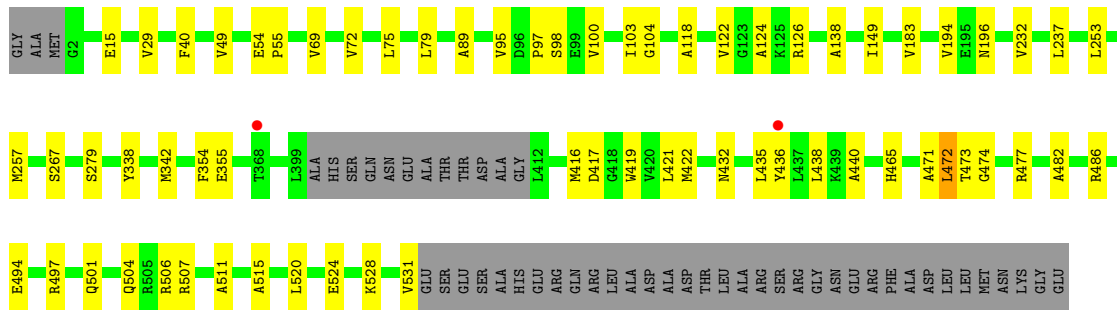 GLY ALA MET G2 E15 V29 F40 V49 E54 P55 V69 V72 L75 L79 A89 V95 D96 P97 S98 E99 V100 I103 G104 A118 V122 G123 A124 K125 R126 A138 I149 V183 V194 E195 N196 V232 L237 L253
M257 S267 S279 Y338 M342 F354 E355 T368 L399 ALA HIS SER GLN ASN GLU ALA THR THR ASP ALA GLY L412 M416 D417 G418 W419 V420 L421 M422 N432 L435 Y436 L437 L438 K439 A440 H465 A471 L472 T473 G474 R477 A482 R486
E494 R497 Q501 Q504 R505 R506 R507 A511 A515 L520 E524 K528 V531 GLU SER GLU SER ALA HIS GLU ARG GLN ARG LEU ALA ASP ALA ASP THR LEU ALA ARG SER ARG GLY ASN GLU ARG PHE ALA ASP LEU LEU MET ASN LYS GLY GLU